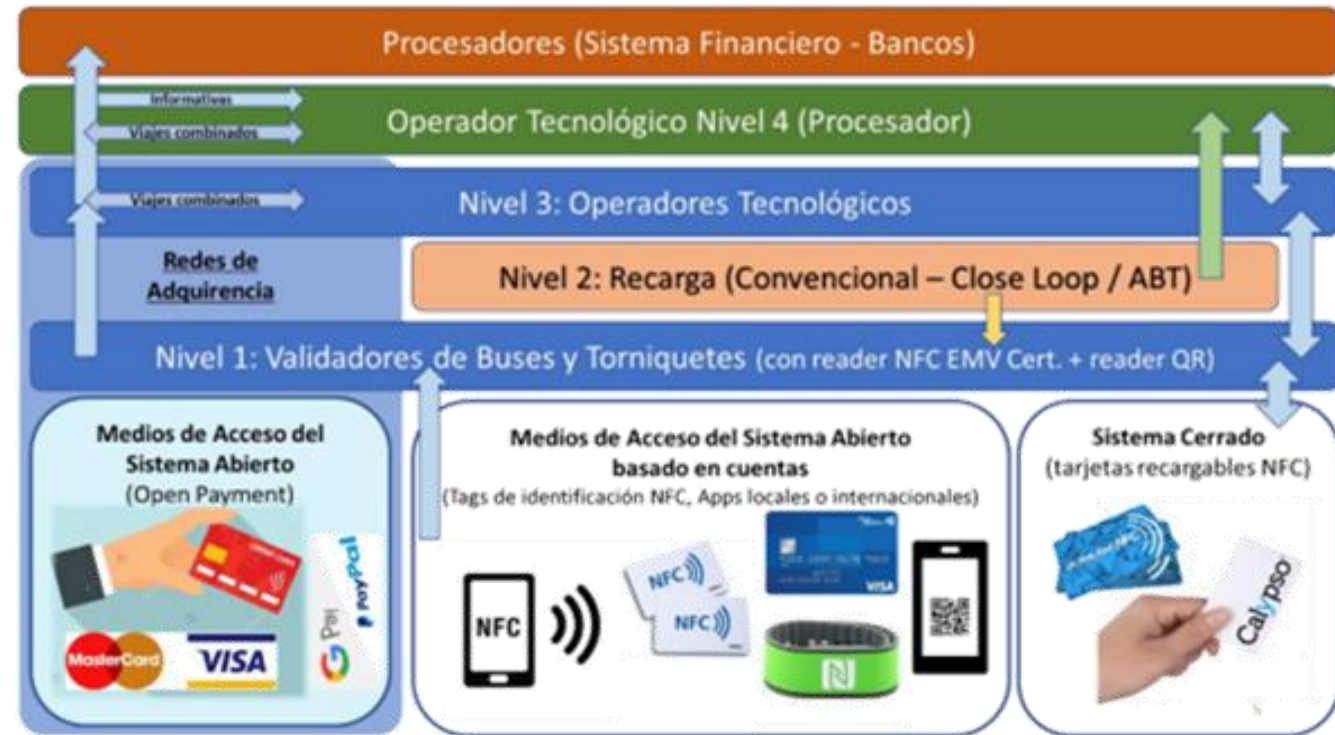 Procesadores (Sistema Financiero - Bancos)
Informativas
Viajes combinados
Operador Tecnológico Nivel 4 (Procesador)
Viajes combinados
Nivel 3: Operadores Tecnológicos
Redes de
Adquirencia
Nivel 2: Recarga (Convencional – Close Loop / ABT)
Nivel 1: Validadores de Buses y Torniquetes (con reader NFC EMV Cert. + reader QR)
Medios de Acceso del
Sistema Abierto
(Open Payment)
MasterCard
VISA
G Pay
PayPal
Medios de Acceso del Sistema Abierto
basado en cuentas
(Tags de identificación NFC, Apps locales o internacionales)
NFC
NFC
NFC
VISA
Sistema Cerrado
(tarjetas recargables NFC)
Calypso